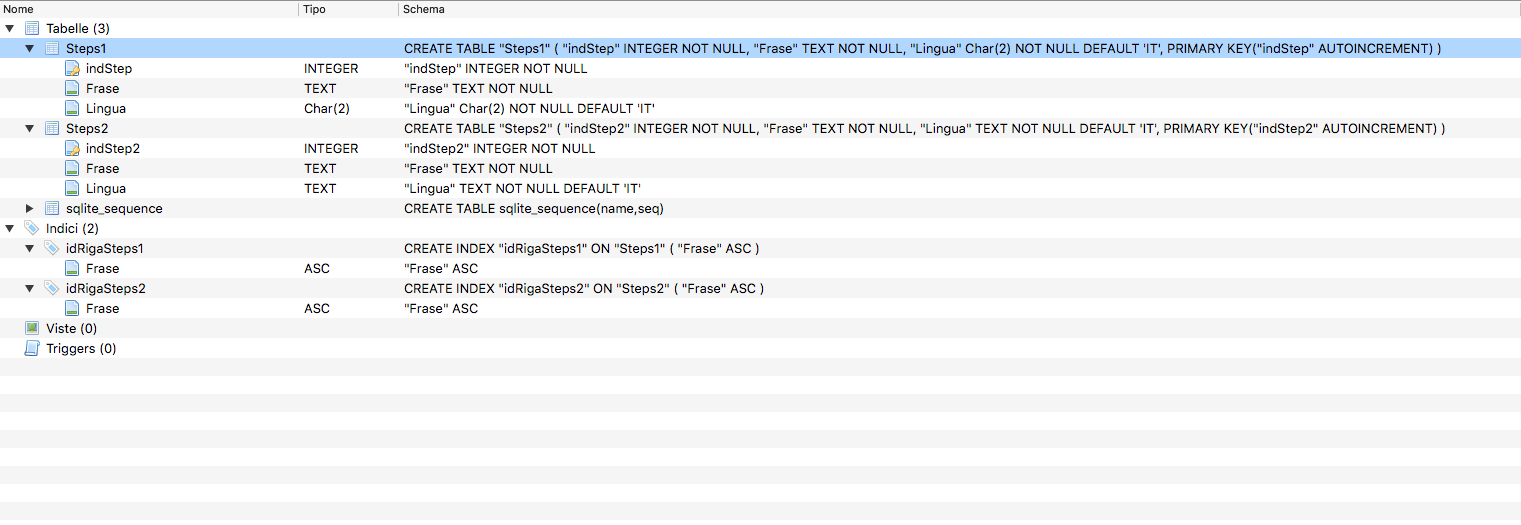 Nome Tipo Schema
Tabelle (3)
Steps1 CREATE TABLE "Steps1" ( "indStep" INTEGER NOT NULL, "Frase" TEXT NOT NULL, "Lingua" Char(2) NOT NULL DEFAULT 'IT', PRIMARY KEY("indStep" AUTOINCREMENT) )
indStep INTEGER "indStep" INTEGER NOT NULL
Frase TEXT "Frase" TEXT NOT NULL
Lingua Char(2) "Lingua" Char(2) NOT NULL DEFAULT 'IT'
Steps2 CREATE TABLE "Steps2" ( "indStep2" INTEGER NOT NULL, "Frase" TEXT NOT NULL, "Lingua" TEXT NOT NULL DEFAULT 'IT', PRIMARY KEY("indStep2" AUTOINCREMENT) )
indStep2 INTEGER "indStep2" INTEGER NOT NULL
Frase TEXT "Frase" TEXT NOT NULL
Lingua TEXT "Lingua" TEXT NOT NULL DEFAULT 'IT'
sqlite_sequence CREATE TABLE sqlite_sequence(name,seq)
Indici (2)
idRigaSteps1 CREATE INDEX "idRigaSteps1" ON "Steps1" ( "Frase" ASC )
Frase ASC "Frase" ASC
idRigaSteps2 CREATE INDEX "idRigaSteps2" ON "Steps2" ( "Frase" ASC )
Frase ASC "Frase" ASC
Viste (0)
Triggers (0)